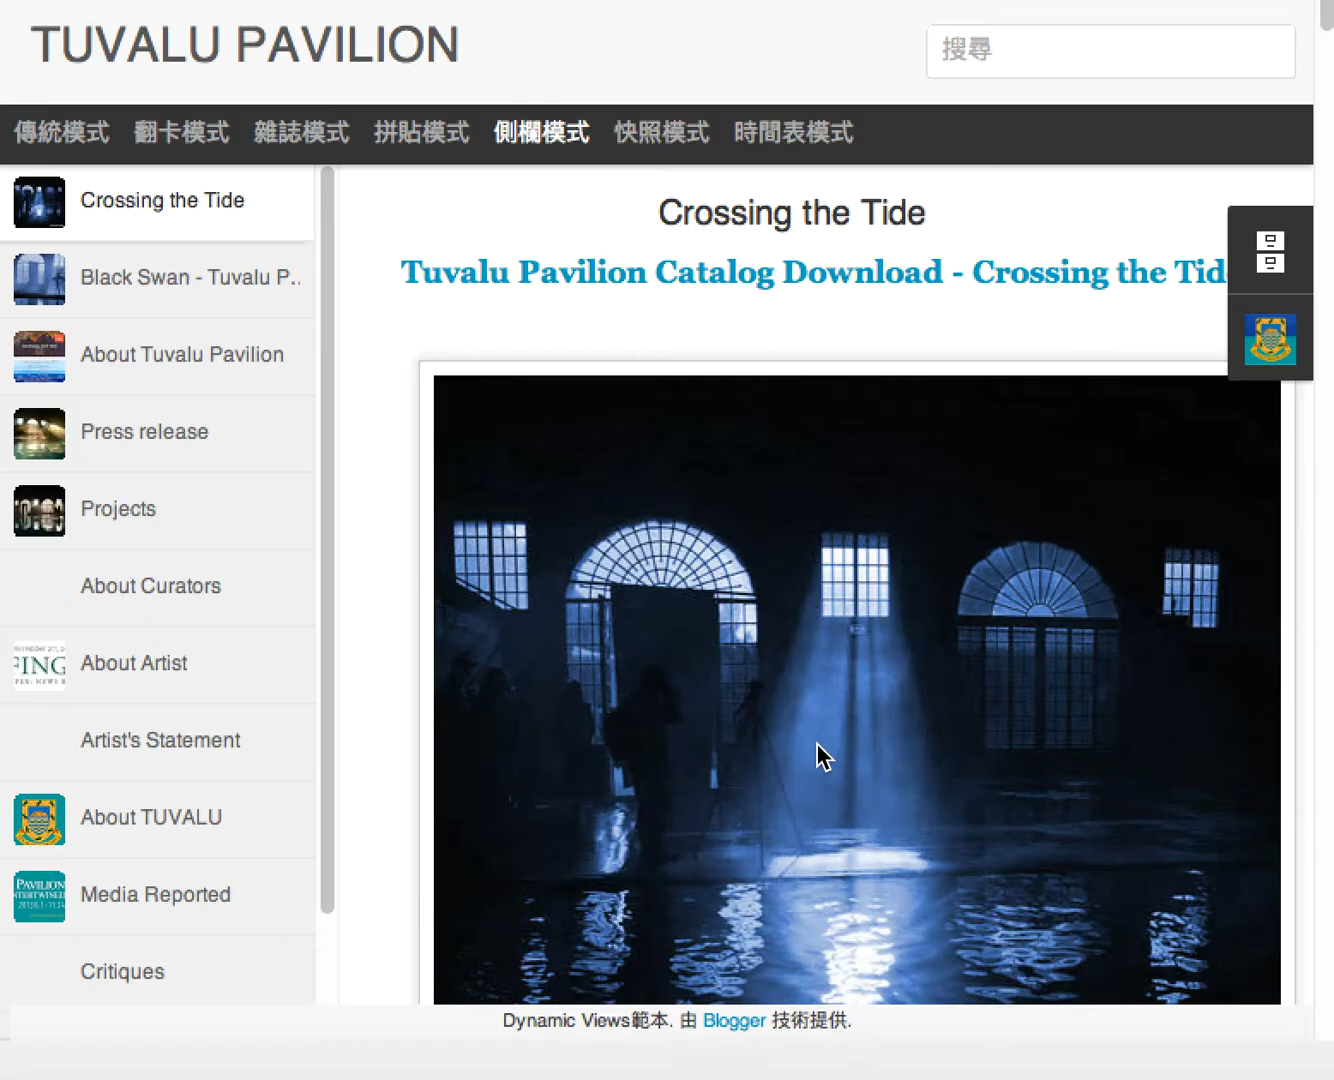 TUVALU PAVILION
搜尋
傳統模式 翻卡模式 雜誌模式 拼貼模式 側欄模式 快照模式 時間表模式
Crossing the Tide
Black Swan - Tuvalu P..
About Tuvalu Pavilion
Press release
Projects
About Curators
About Artist
Artist's Statement
About TUVALU
Media Reported
Critiques
Crossing the Tide
Tuvalu Pavilion Catalog Download - Crossing the Tid
PAVILION
Dynamic Views範本. 由 Blogger 技術提供.